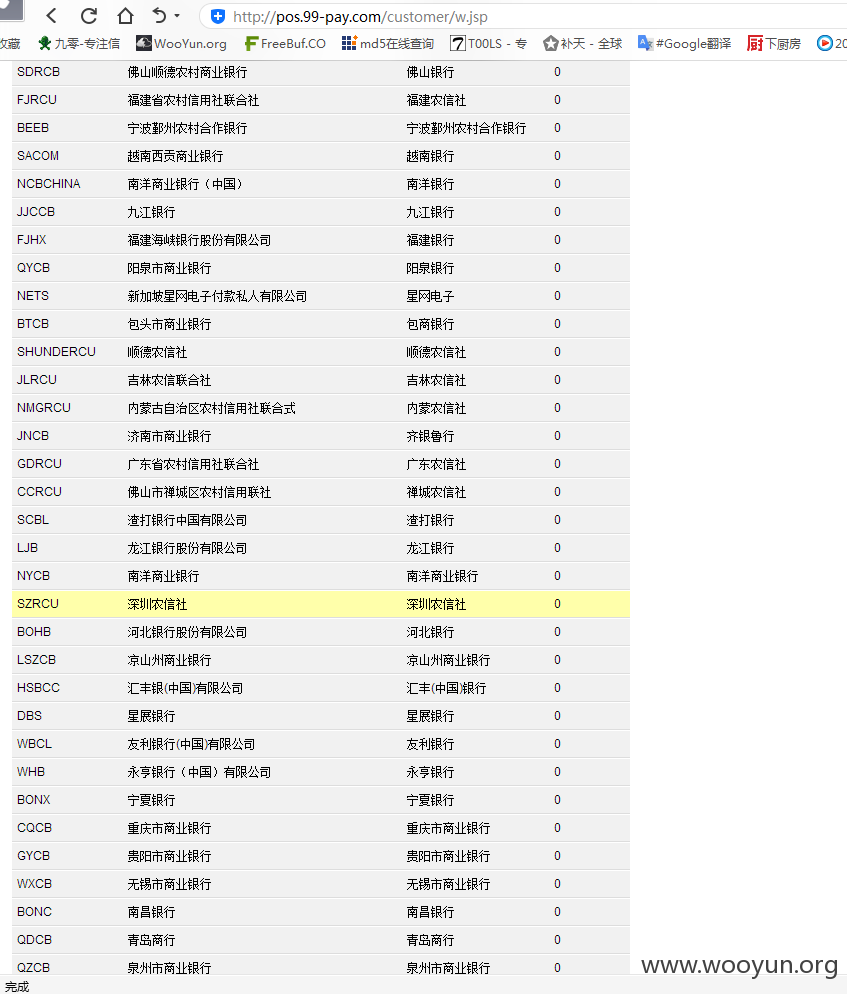 http://pos.99-pay.com/customer/w.jsp
收藏 九零-专注信 WooYun.org FreeBuf.CO md5在线查询 T00LS - 专 补天 - 全球 #Google翻译 下厨房 20
SDRCB 佛山顺德农村商业银行 佛山银行 0
FJRCU 福建省农村信用社联合社 福建农信社 0
BEEB 宁波鄞州农村合作银行 宁波鄞州农村合作银行 0
SACOM 越南西贡商业银行 越南银行 0
NCBCHINA 南洋商业银行（中国） 南洋银行 0
JJCCB 九江银行 九江银行 0
FJHX 福建海峡银行股份有限公司 福建银行 0
QYCB 阳泉市商业银行 阳泉银行 0
NETS 新加坡星网电子付款私人有限公司 星网电子 0
BTCB 包头市商业银行 包商银行 0
SHUNDERCU 顺德农信社 顺德农信社 0
JLRCU 吉林农信联合社 吉林农信社 0
NMGRCU 内蒙古自治区农村信用社联合式 内蒙农信社 0
JNCB 济南市商业银行 齐银鲁行 0
GDRCU 广东省农村信用社联合社 广东农信社 0
CCRCU 佛山市禅城区农村信用联社 禅城农信社 0
SCBL 渣打银行中国有限公司 渣打银行 0
LJB 龙江银行股份有限公司 龙江银行 0
NYCB 南洋商业银行 南洋商业银行 0
SZRCU 深圳农信社 深圳农信社 0
BOHB 河北银行股份有限公司 河北银行 0
LSZCB 凉山州商业银行 凉山州商业银行 0
HSBCC 汇丰银(中国)有限公司 汇丰(中国)银行 0
DBS 星展银行 星展银行 0
WBCL 友利银行(中国)有限公司 友利银行 0
WHB 永亨银行（中国）有限公司 永亨银行 0
BONX 宁夏银行 宁夏银行 0
CQCB 重庆市商业银行 重庆市商业银行 0
GYCB 贵阳市商业银行 贵阳市商业银行 0
WXCB 无锡市商业银行 无锡市商业银行 0
BONC 南昌银行 南昌银行 0
QDCB 青岛商行 青岛商行 0
QZCB 泉州市商业银行 泉州市商业银行 0
www.wooyun.org
完成